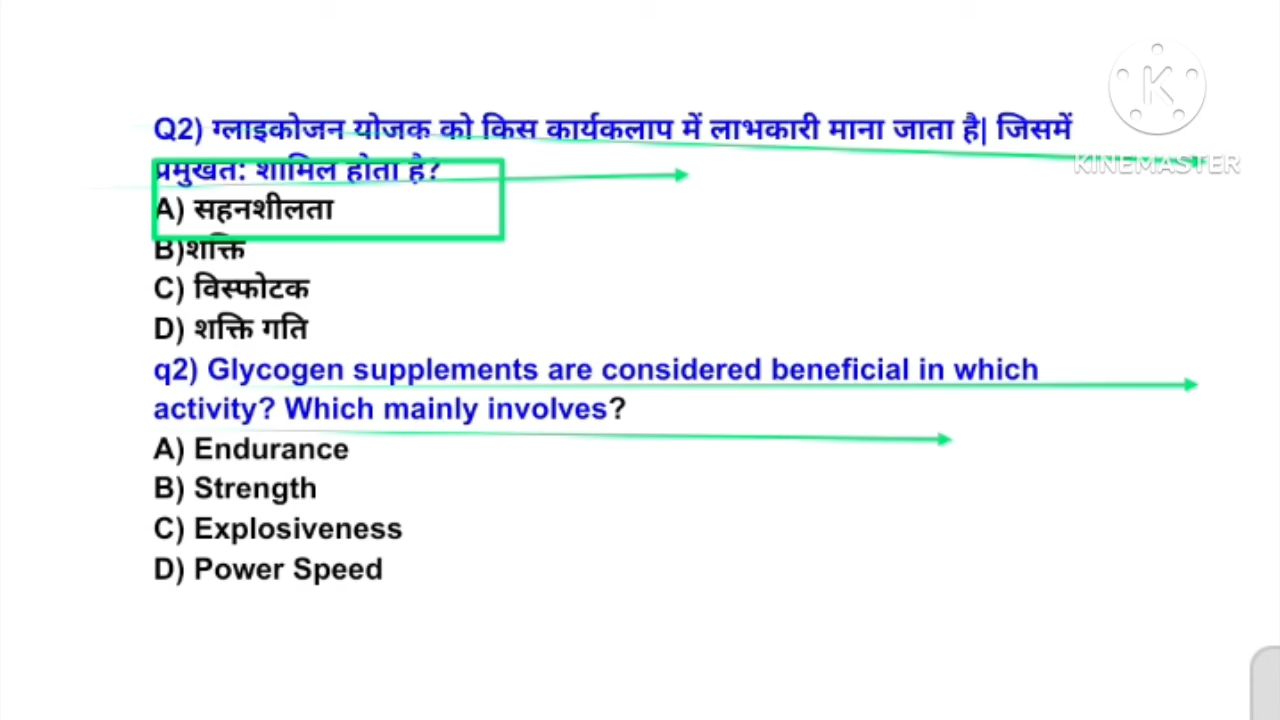 Q2) ग्लाइकोजन योजक को किस कार्यकलाप में लाभकारी माना जाता है| जिसमें
प्रमुखत: शामिल होता है?
A) सहनशीलता
B)शक्ति
C) विस्फोटक
D) शक्ति गति
q2) Glycogen supplements are considered beneficial in which
activity? Which mainly involves?
A) Endurance
B) Strength
C) Explosiveness
D) Power Speed
K
KINEMASTER